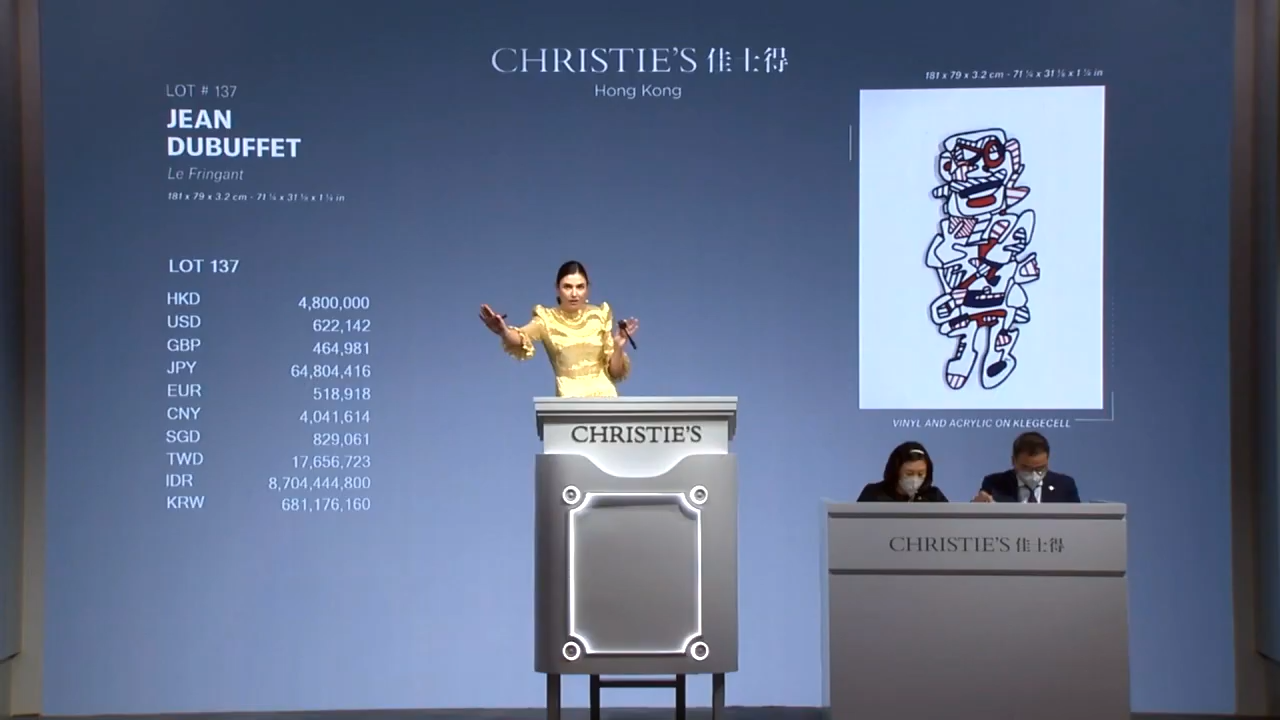 CHRISTIE'S 佳士得
Hong Kong
LOT # 137
JEAN
DUBUFFET
Le Fringant
181 x 79 x 3.2 cm - 71 ¼ x 31 ⅛ x 1 ¼ in
LOT 137
HKD 4,800,000
USD 622,142
GBP 464,981
JPY 64,804,416
EUR 518,918
CNY 4,041,614
SGD 829,061
TWD 17,656,723
IDR 8,704,444,800
KRW 681,176,160
181 x 79 x 3.2 cm - 71 ¼ x 31 ⅛ x 1 ¼ in
VINYL AND ACRYLIC ON KLEGECELL
CHRISTIE'S
CHRISTIE'S 佳士得